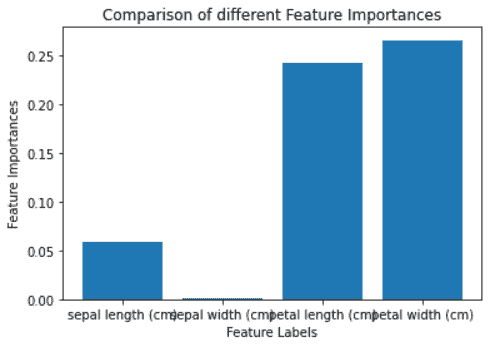 Comparison of different Feature Importances
Feature Importances
0.25
0.20
0.15
0.10
0.05
0.00
sepal length (cm) sepal width (cm) petal length (cm) petal width (cm)
Feature Labels